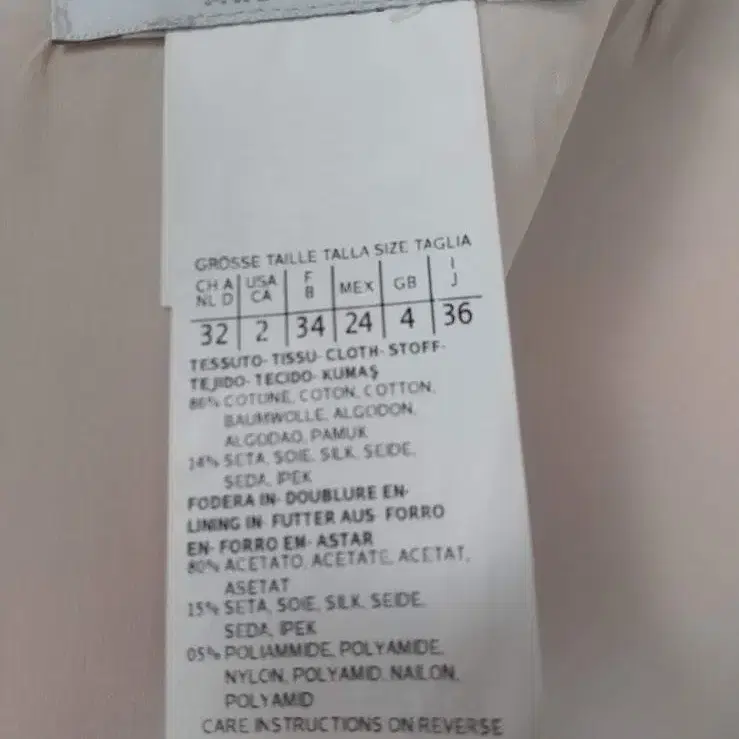 GRÖSSE TAILLE TALLA SIZE TAGLIA
CH A USA F MEX GB I
NL D CA B J
32 2 34 24 4 36
TESSUTO- TISSU- CLOTH- STOFF-
TEJIDO- TECIDO- KUMAŞ
86% COTONE, COTON, COTTON,
BAUMWOLLE, ALGODON,
ALGODAO, PAMUK
14% SETA, SOIE, SILK, SEIDE,
SEDA, IPEK
FODERA IN- DOUBLURE EN-
LINING IN- FUTTER AUS- FORRO
EN- FORRO EM- ASTAR
80% ACETATO, ACETATE, ACETAT,
ASETAT
15% SETA, SOIE, SILK, SEIDE,
SEDA, IPEK
05% POLIAMMIDE, POLYAMIDE,
NYLON, POLYAMID, NAILON,
POLYAMID
CARE INSTRUCTIONS ON REVERSE